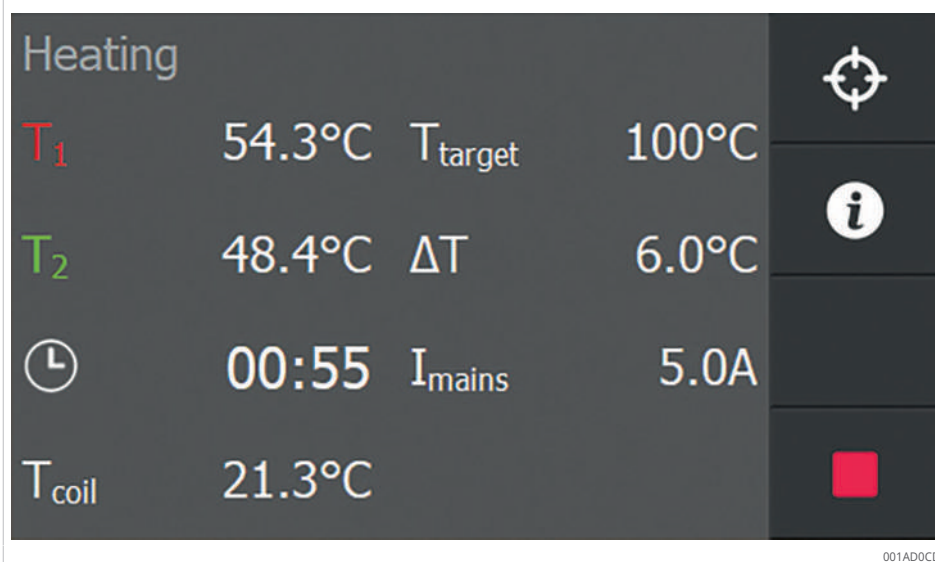 Heating
T1 54.3°C Ttarget 100°C
T2 48.4°C ΔT 6.0°C
00:55 Imains 5.0A
Tcoil 21.3°C
i